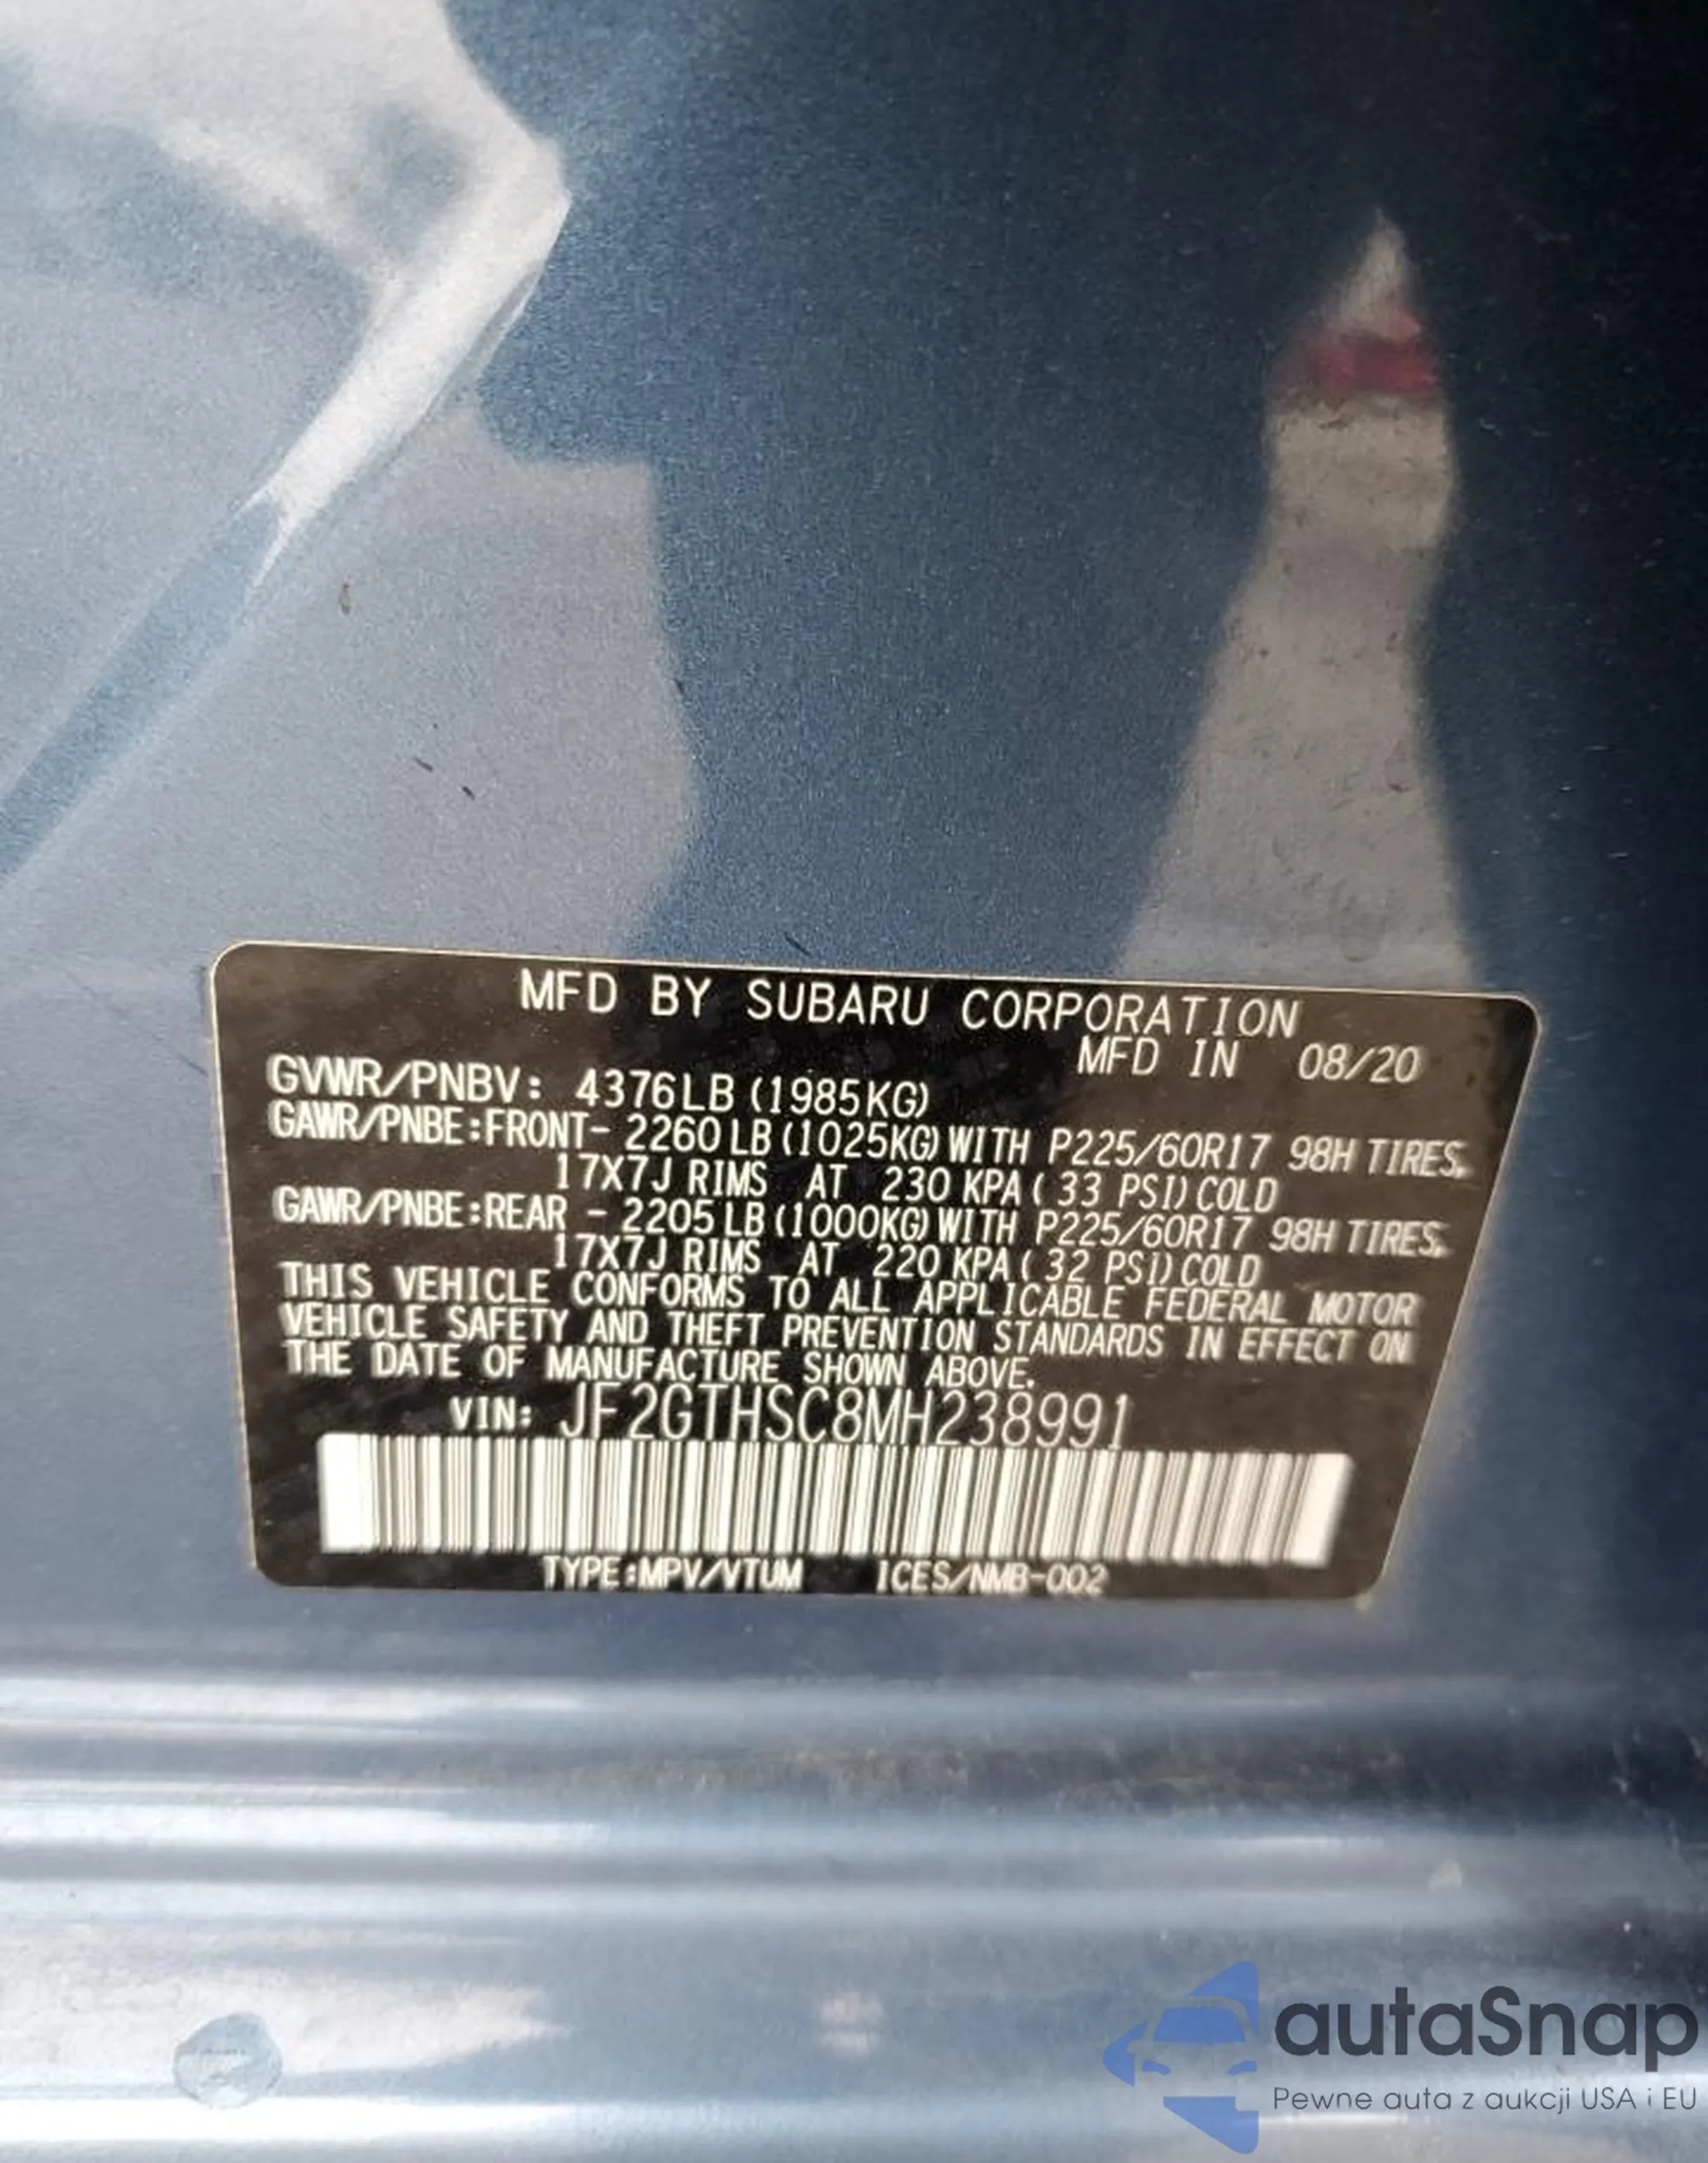 MFD BY SUBARU CORPORATION
MFD IN 08/20
GVWR/PNBV: 4376LB (1985KG)
GAWR/PNBE:FRONT- 2260LB (1025KG) WITH P225/60R17 98H TIRES,
17X7J RIMS AT 230 KPA ( 33 PSI) COLD
GAWR/PNBE:REAR - 2205LB (1000KG) WITH P225/60R17 98H TIRES,
17X7J RIMS AT 220 KPA ( 32 PSI) COLD
THIS VEHICLE CONFORMS TO ALL APPLICABLE FEDERAL MOTOR
VEHICLE SAFETY AND THEFT PREVENTION STANDARDS IN EFFECT ON
THE DATE OF MANUFACTURE SHOWN ABOVE.
VIN: JF2GTHSC8MH238991
TYPE:MPV/VTUM ICES/NMB-002
autaSnap
Pewne auta z aukcji USA i EU